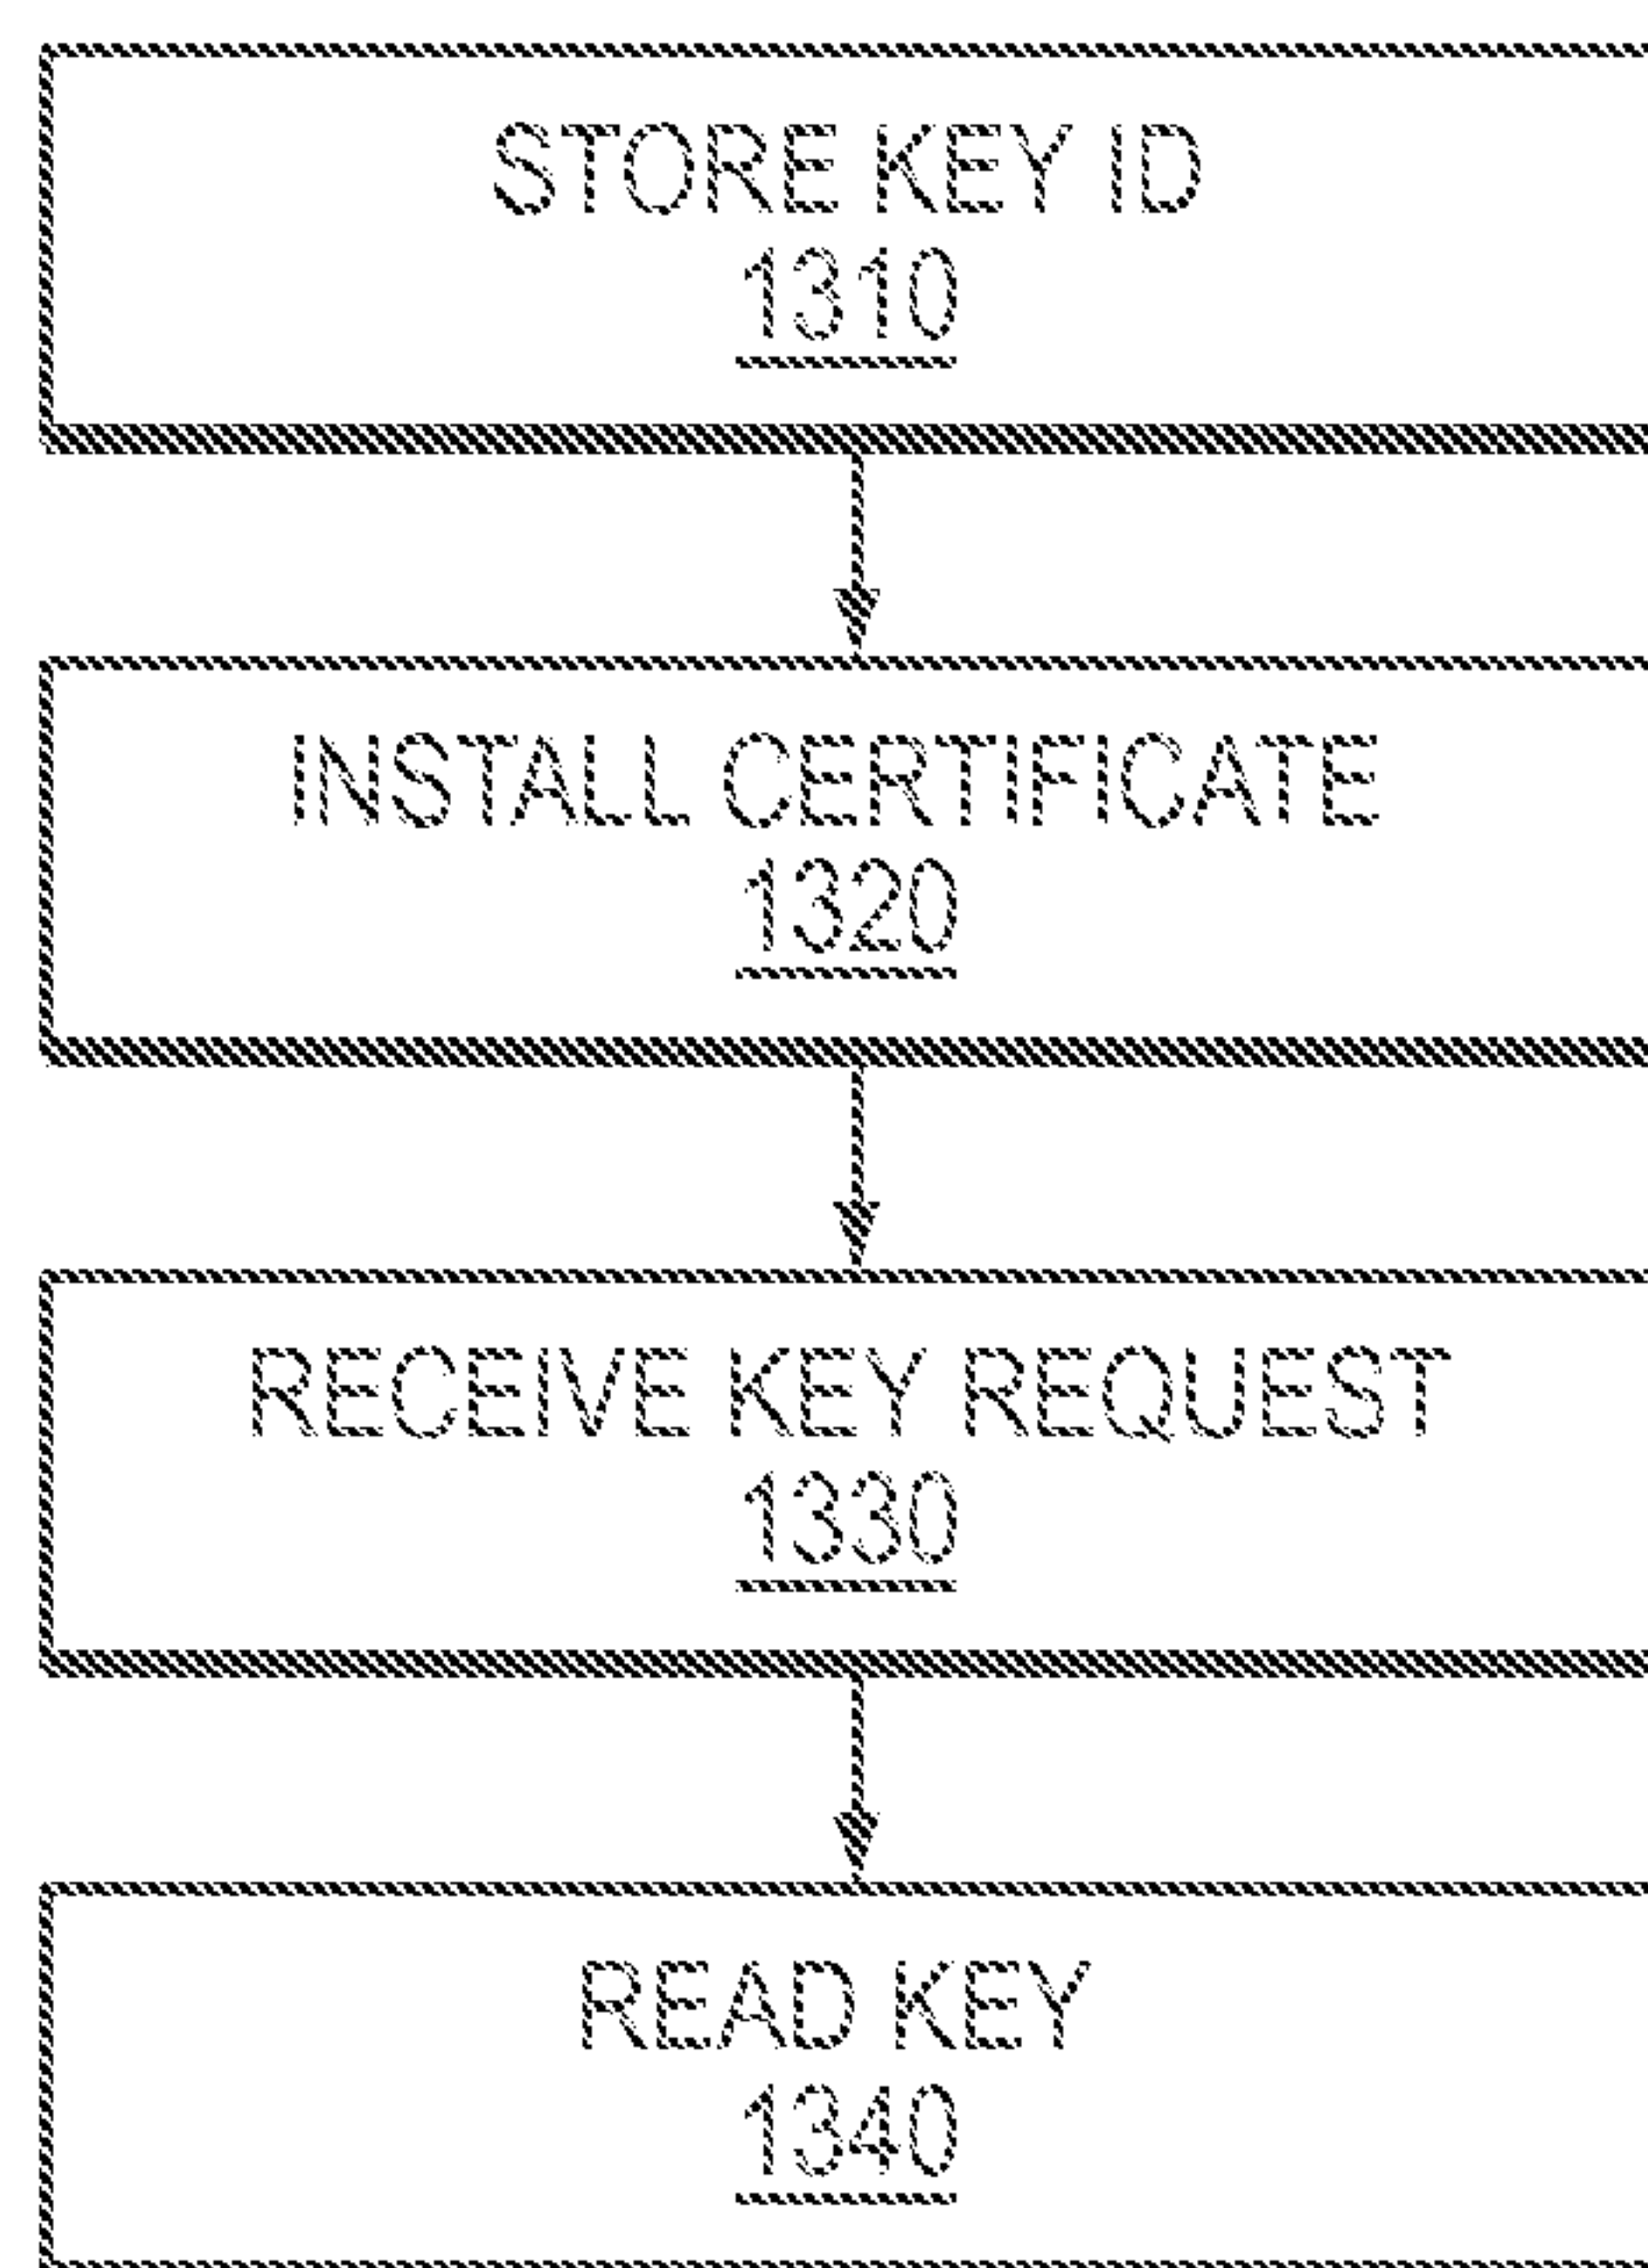 STORE KEY ID
1310
INSTALL CERTIFICATE
1320
RECEIVE KEY REQUEST
1330
READ KEY
1340